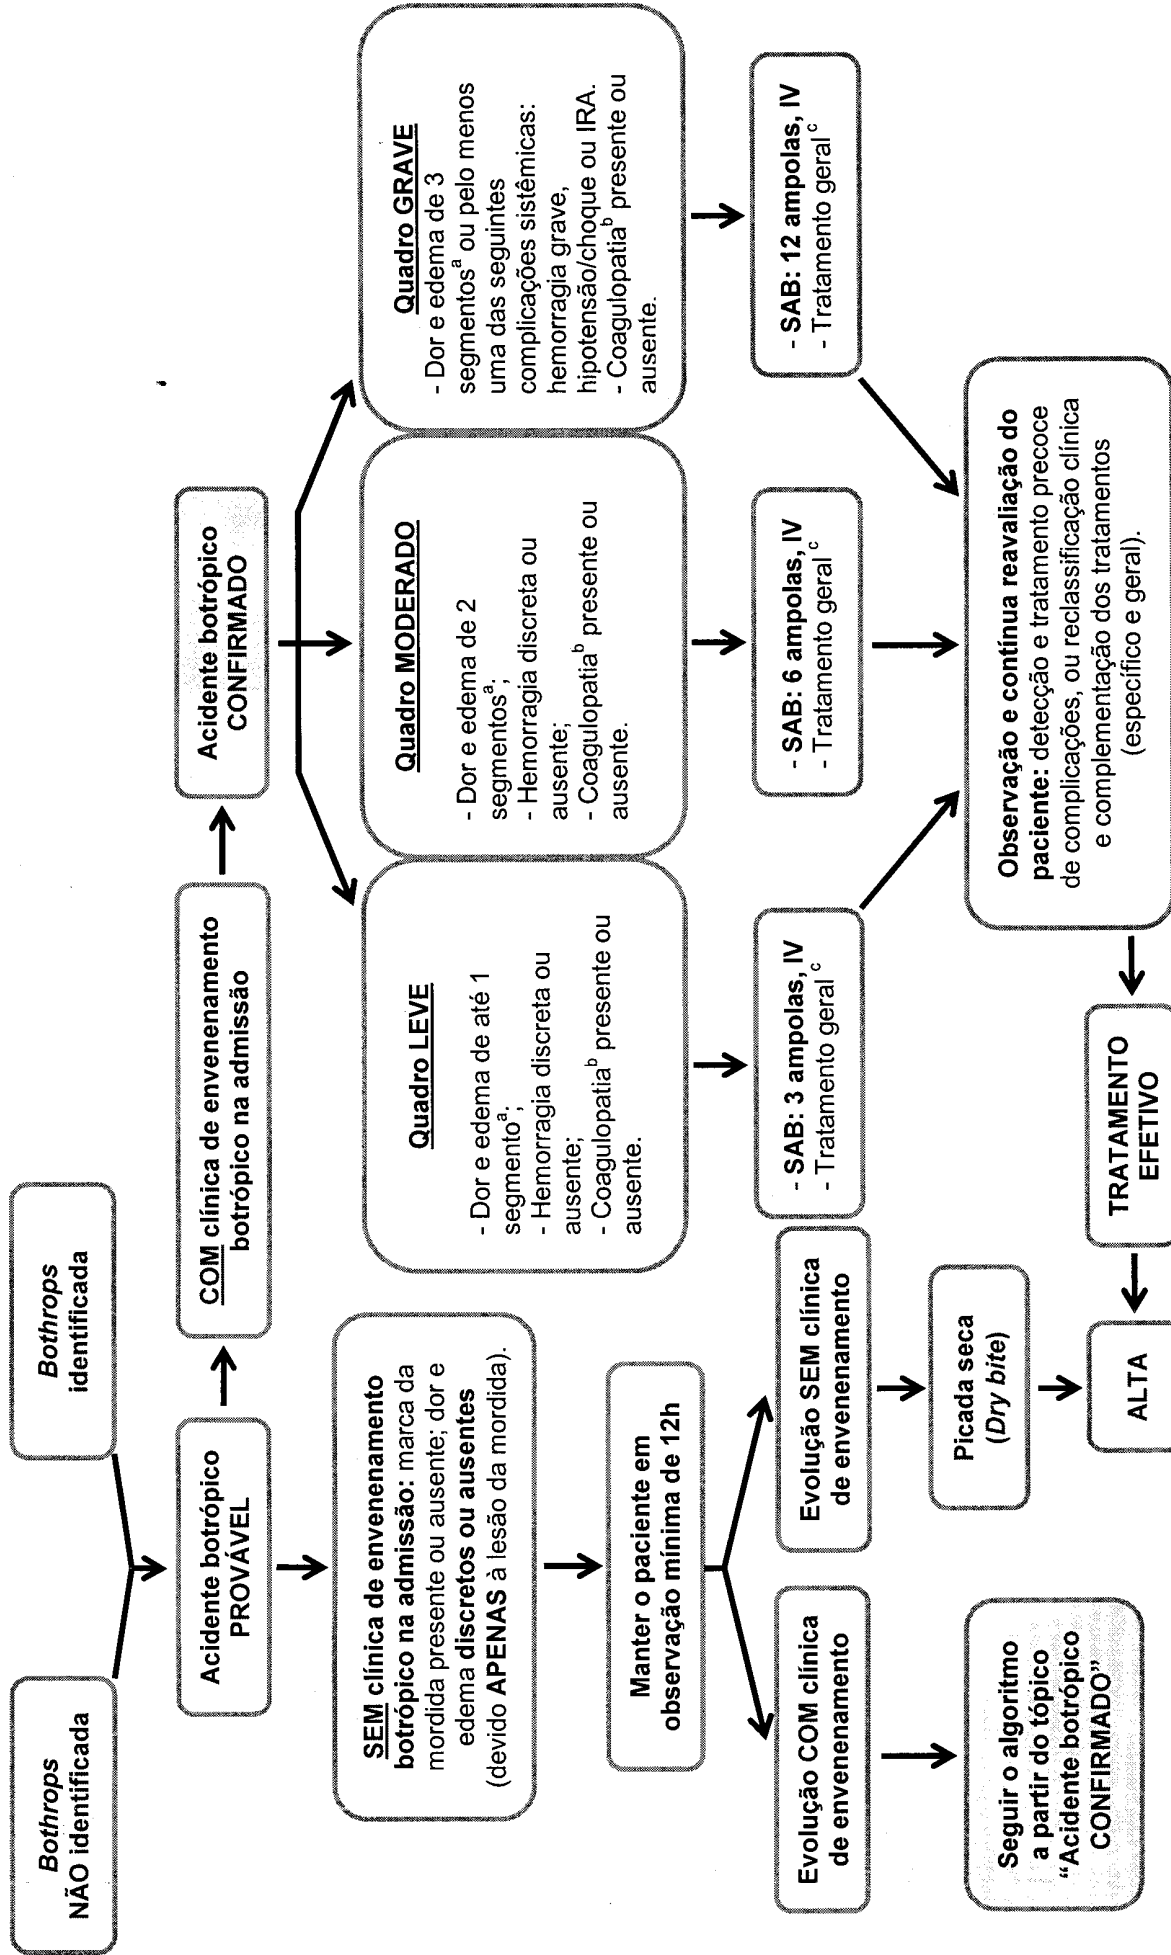 Bothrops
NÃO identificada
Bothrops
identificada
Acidente botrópico
PROVÁVEL
COM clínica de envenenamento
botrópico na admissão
Acidente botrópico
CONFIRMADO
SEM clínica de envenenamento
botrópico na admissão: marca da
mordida presente ou ausente; dor e
edema discretos ou ausentes
(devido APENAS à lesão da mordida).
Quadro LEVE
- Dor e edema de até 1
segmentoª;
- Hemorragia discreta ou
ausente;
- Coagulopatiaᵇ presente ou
ausente.
Quadro MODERADO
- Dor e edema de 2
segmentosª;
- Hemorragia discreta ou
ausente;
- Coagulopatiaᵇ presente ou
ausente.
Quadro GRAVE
- Dor e edema de 3
segmentosª ou pelo menos
uma das seguintes
complicações sistêmicas:
hemorragia grave,
hipotensão/choque ou IRA.
- Coagulopatiaᵇ presente ou
ausente.
Manter o paciente em
observação mínima de 12h
- SAB: 3 ampolas, IV
- Tratamento geral ᶜ
- SAB: 6 ampolas, IV
- Tratamento geral ᶜ
- SAB: 12 ampolas, IV
- Tratamento geral ᶜ
Evolução COM clínica
de envenenamento
Evolução SEM clínica
de envenenamento
Seguir o algoritmo
a partir do tópico
"Acidente botrópico
CONFIRMADO"
Picada seca
(Dry bite)
Observação e contínua reavaliação do
paciente: detecção e tratamento precoce
de complicações, ou reclassificação clínica
e complementação dos tratamentos
(específico e geral).
ALTA
TRATAMENTO
EFETIVO